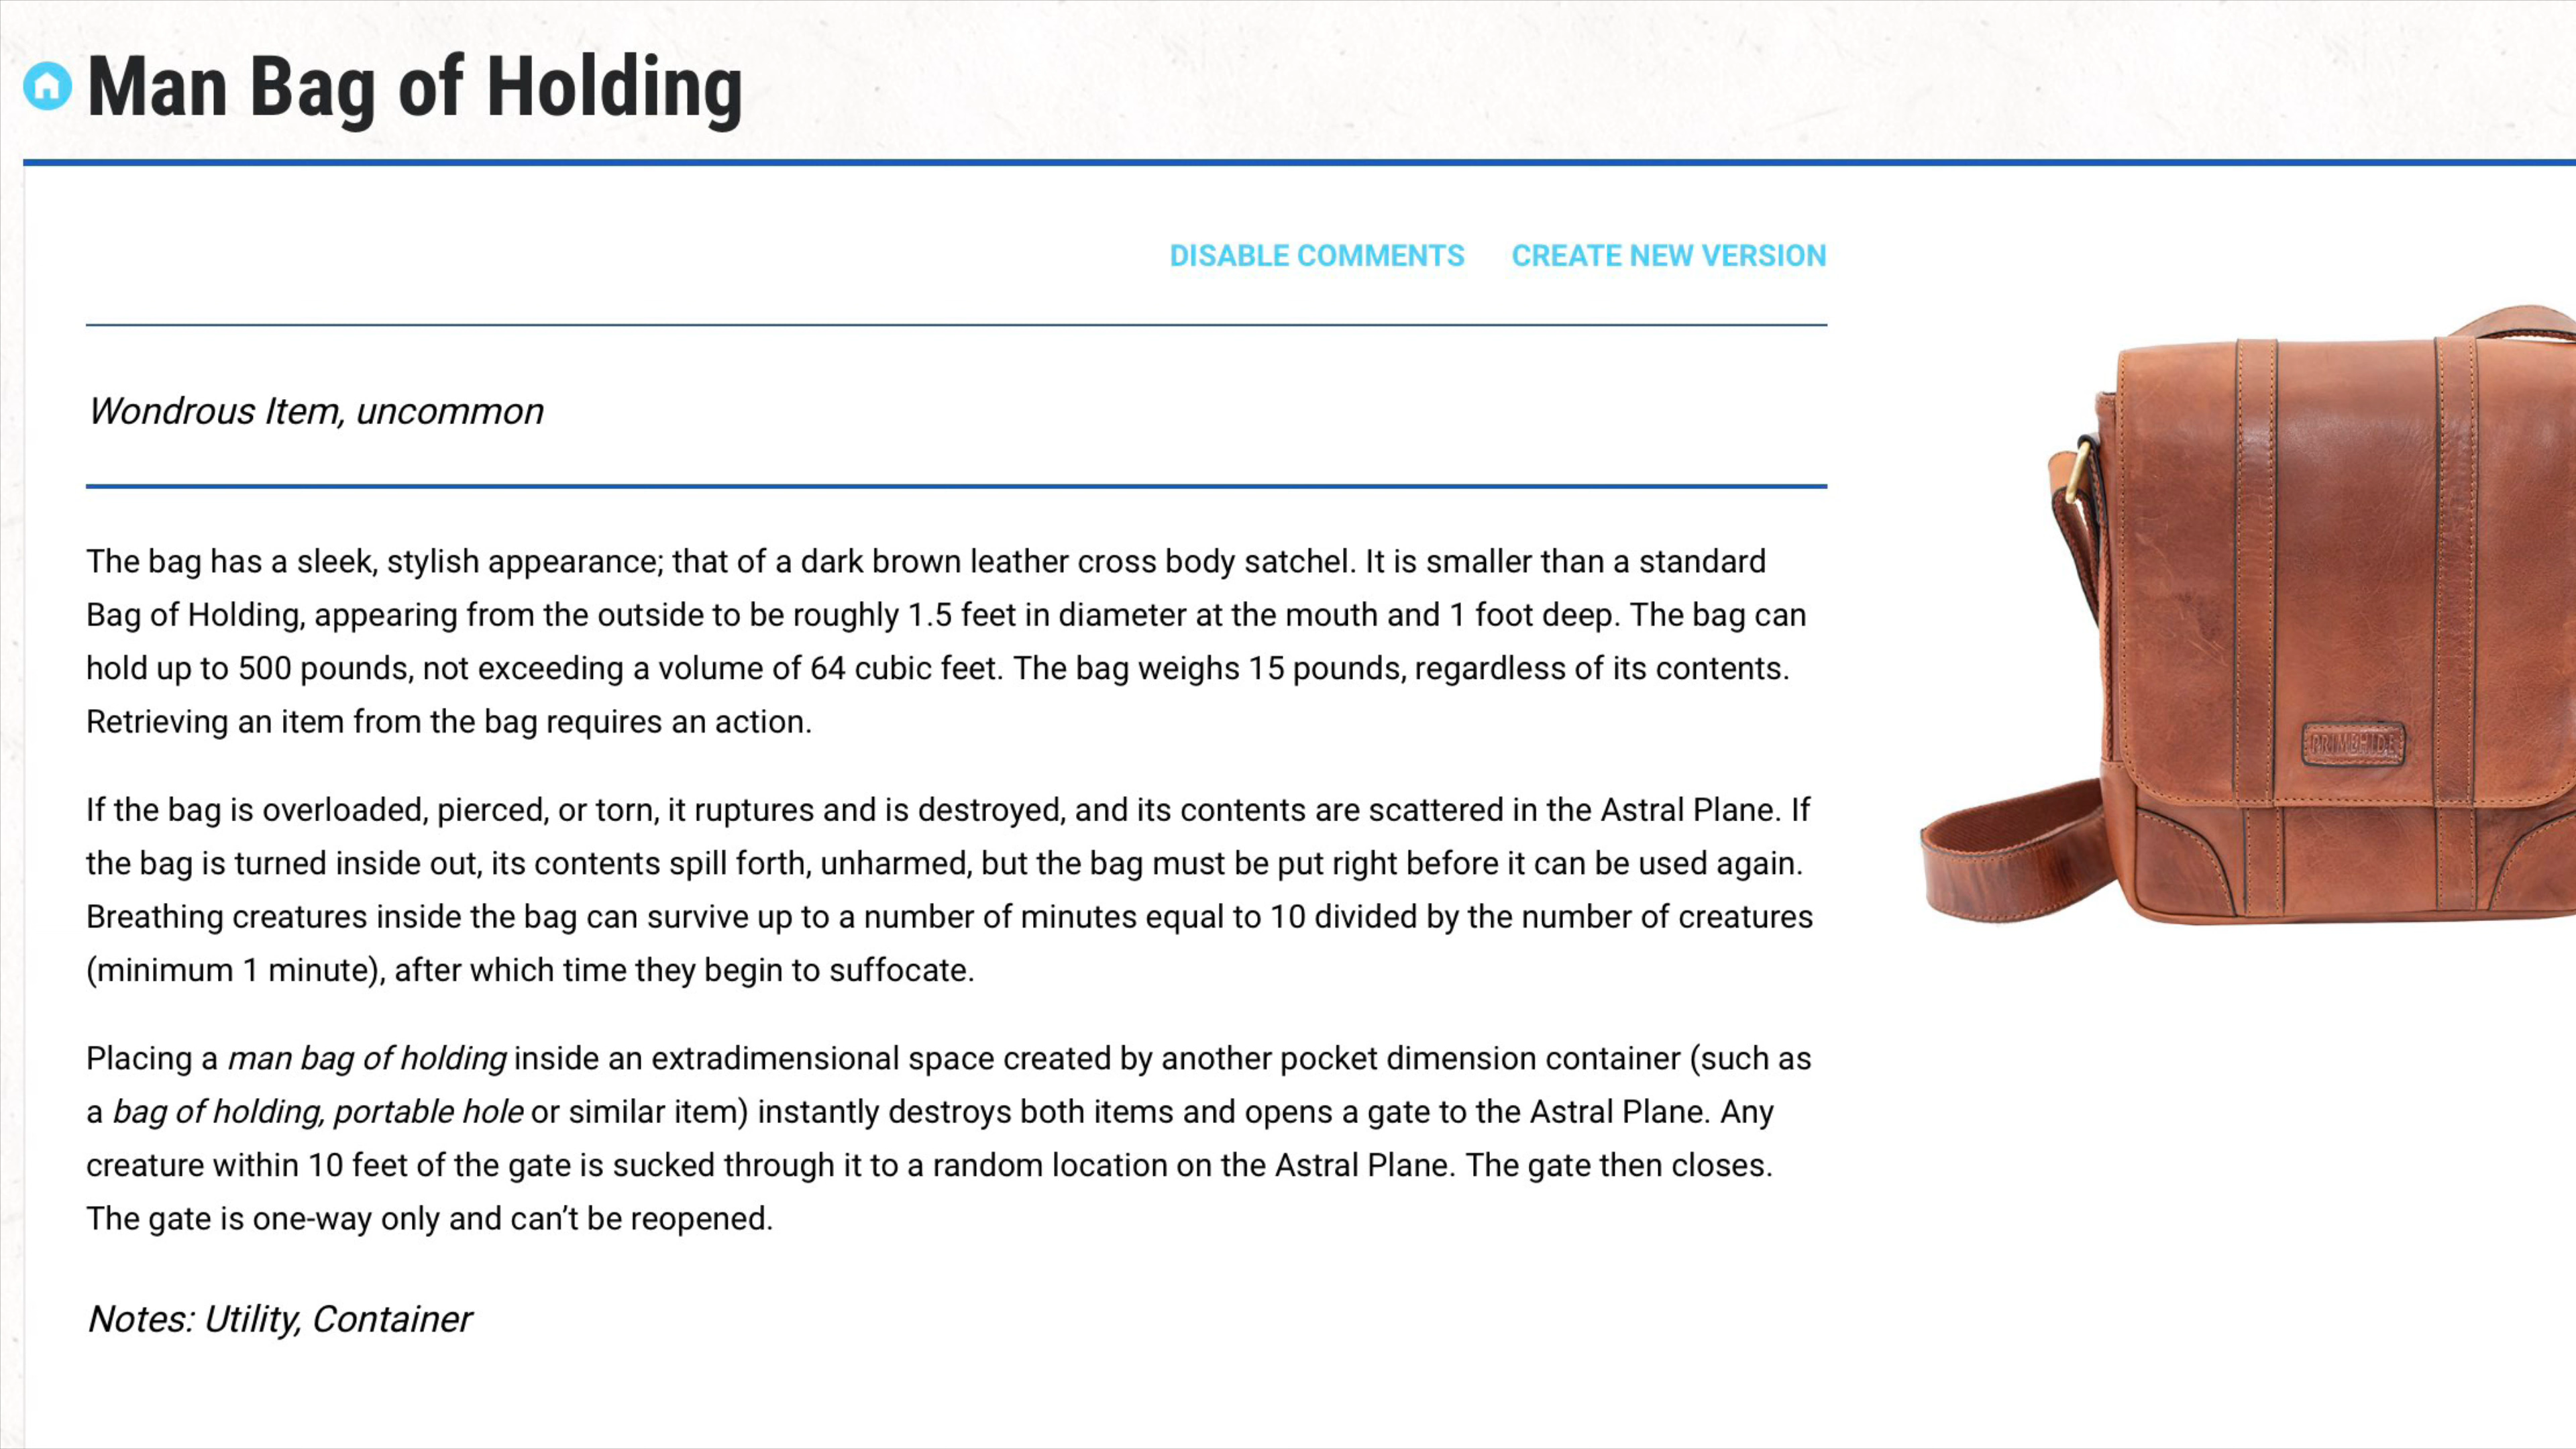 Man Bag of Holding
DISABLE COMMENTS CREATE NEW VERSION
Wondrous Item, uncommon
The bag has a sleek, stylish appearance; that of a dark brown leather cross body satchel. It is smaller than a standard
Bag of Holding, appearing from the outside to be roughly 1.5 feet in diameter at the mouth and 1 foot deep. The bag can
hold up to 500 pounds, not exceeding a volume of 64 cubic feet. The bag weighs 15 pounds, regardless of its contents.
Retrieving an item from the bag requires an action.
If the bag is overloaded, pierced, or torn, it ruptures and is destroyed, and its contents are scattered in the Astral Plane. If
the bag is turned inside out, its contents spill forth, unharmed, but the bag must be put right before it can be used again.
Breathing creatures inside the bag can survive up to a number of minutes equal to 10 divided by the number of creatures
(minimum 1 minute), after which time they begin to suffocate.
Placing a man bag of holding inside an extradimensional space created by another pocket dimension container (such as
a bag of holding, portable hole or similar item) instantly destroys both items and opens a gate to the Astral Plane. Any
creature within 10 feet of the gate is sucked through it to a random location on the Astral Plane. The gate then closes.
The gate is one-way only and can’t be reopened.
Notes: Utility, Container
PRIMEHIDE